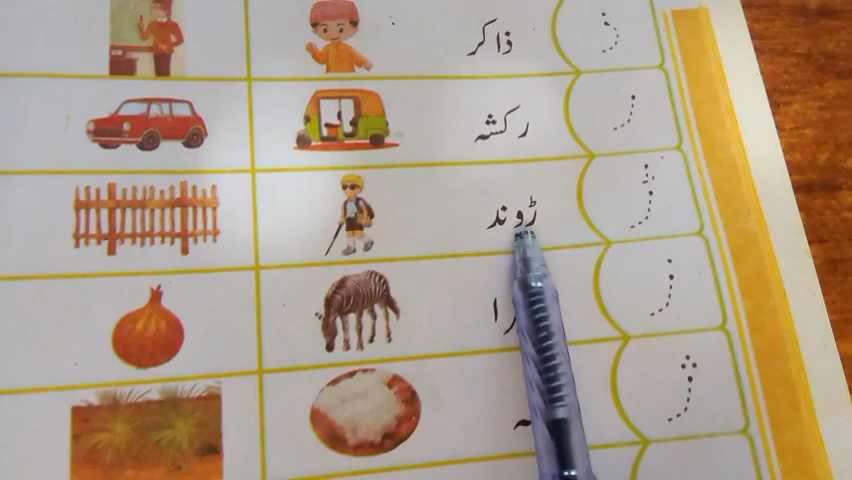 ذاکر ذ
رکشہ ر
ڑوند ڑ
ز
ژ